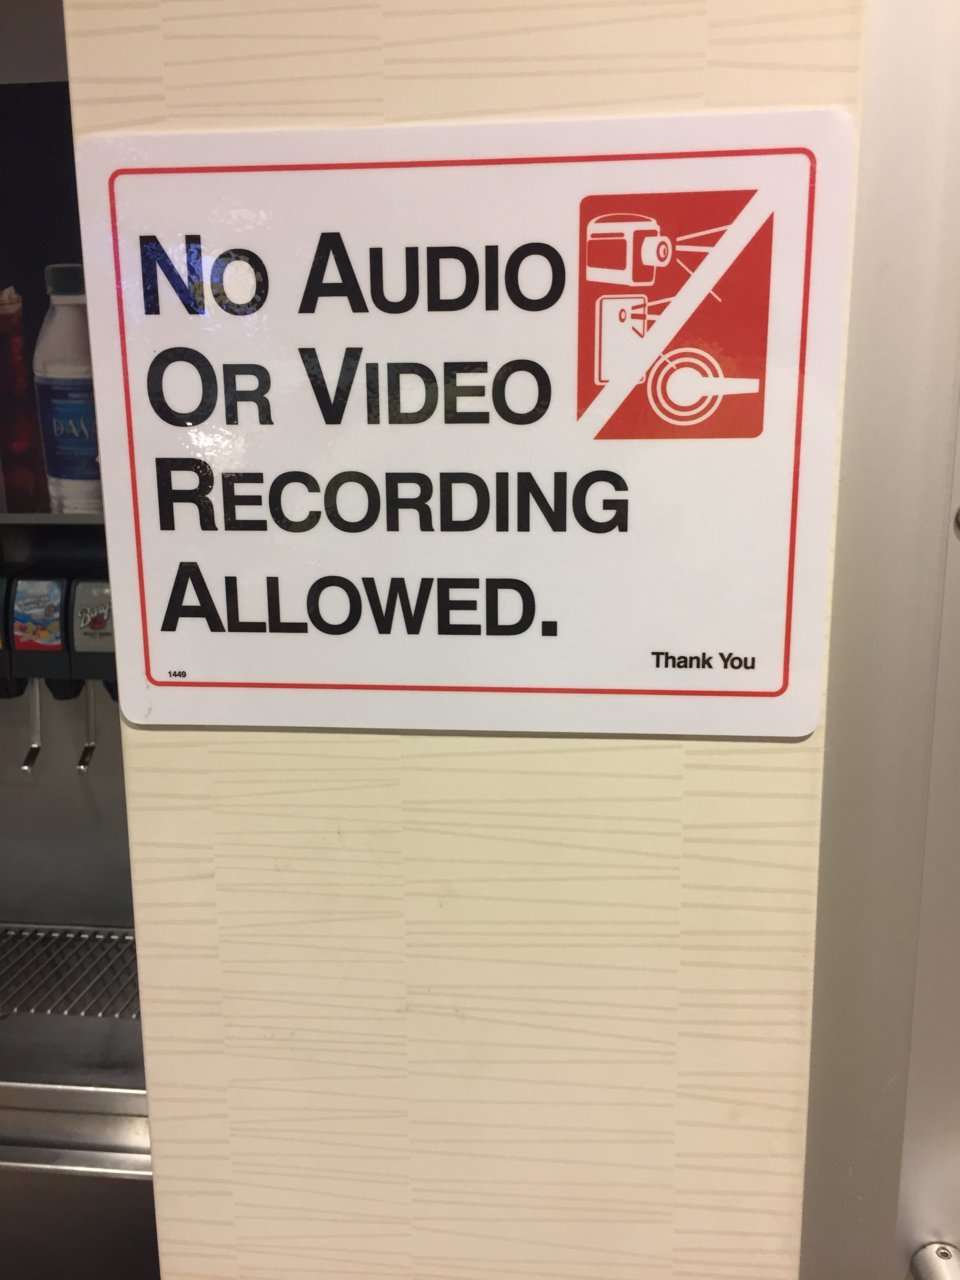 No Audio
Or Video
Recording
Allowed.
Thank You
1449